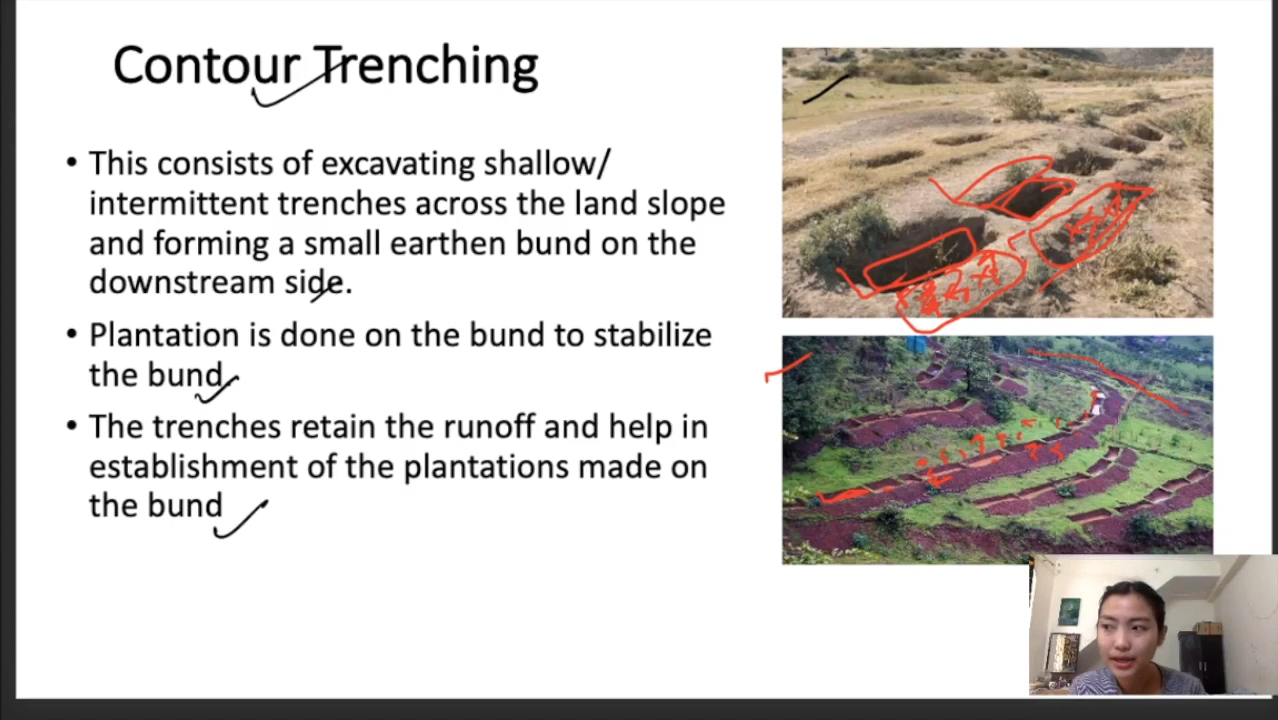 Contour Trenching
• This consists of excavating shallow/
intermittent trenches across the land slope
and forming a small earthen bund on the
downstream side.
• Plantation is done on the bund to stabilize
the bund
• The trenches retain the runoff and help in
establishment of the plantations made on
the bund